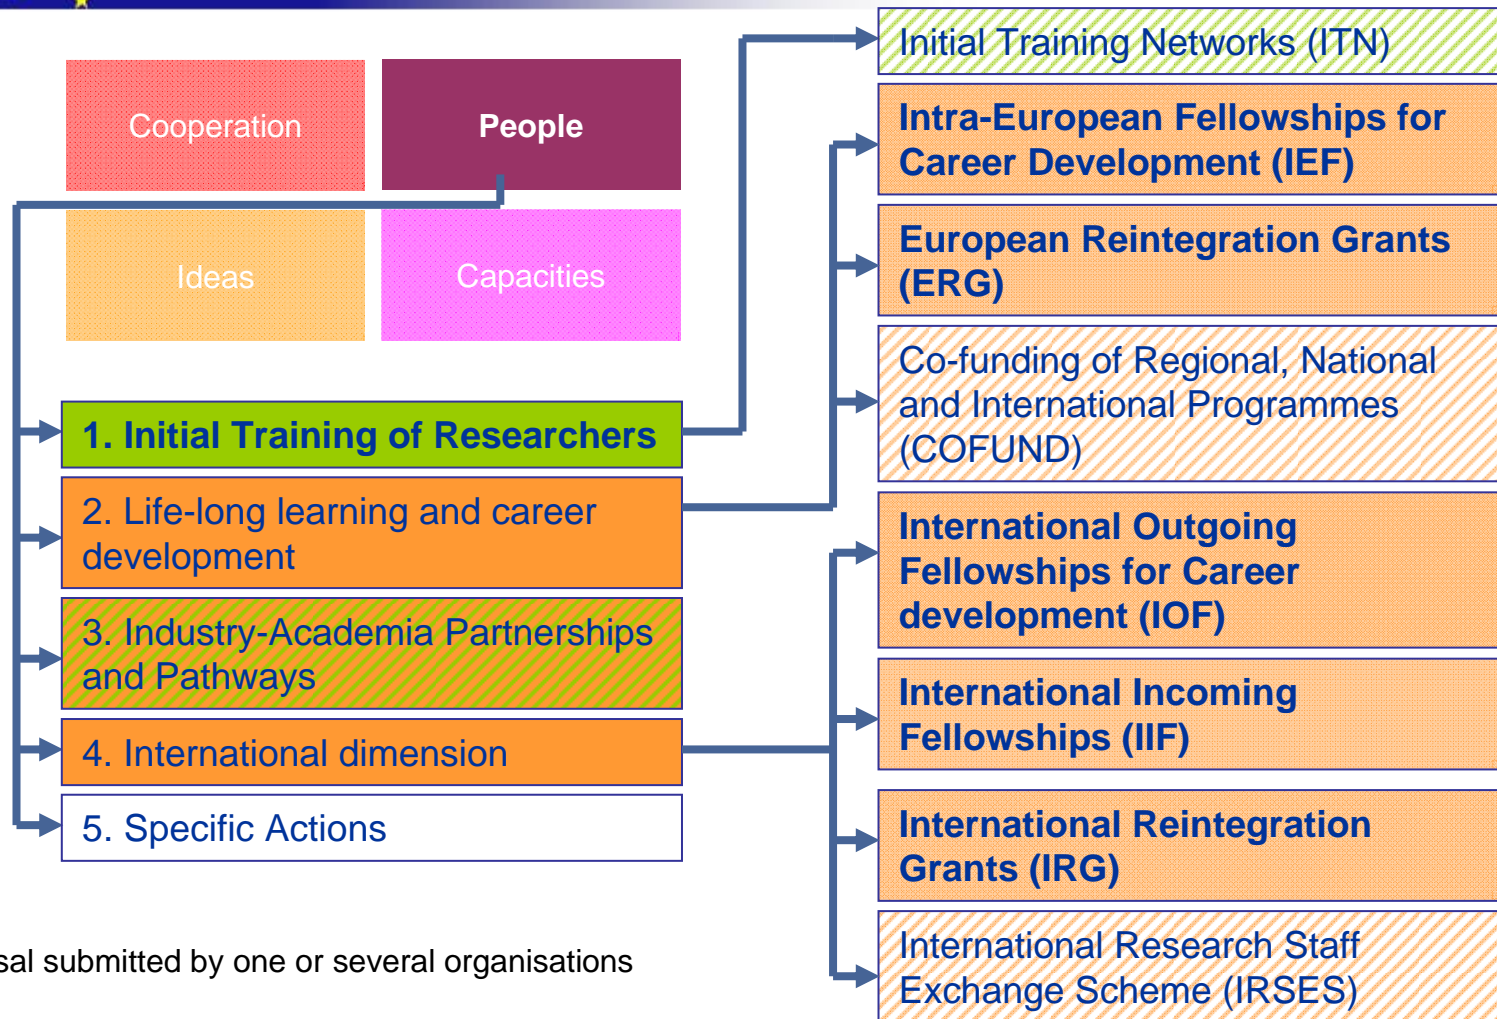 Cooperation
People
Ideas
Capacities
1. Initial Training of Researchers
2. Life-long learning and career
development
3. Industry-Academia Partnerships
and Pathways
4. International dimension
5. Specific Actions
Initial Training Networks (ITN)
Intra-European Fellowships for
Career Development (IEF)
European Reintegration Grants
(ERG)
Co-funding of Regional, National
and International Programmes
(COFUND)
International Outgoing
Fellowships for Career
development (IOF)
International Incoming
Fellowships (IIF)
International Reintegration
Grants (IRG)
International Research Staff
Exchange Scheme (IRSES)
submitted by one or several organisations